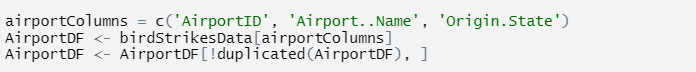 airportColumns = c('AirportID', 'Airport..Name', 'Origin.State')
AirportDF <- birdStrikesData[airportColumns]
AirportDF <- AirportDF[!duplicated(AirportDF), ]